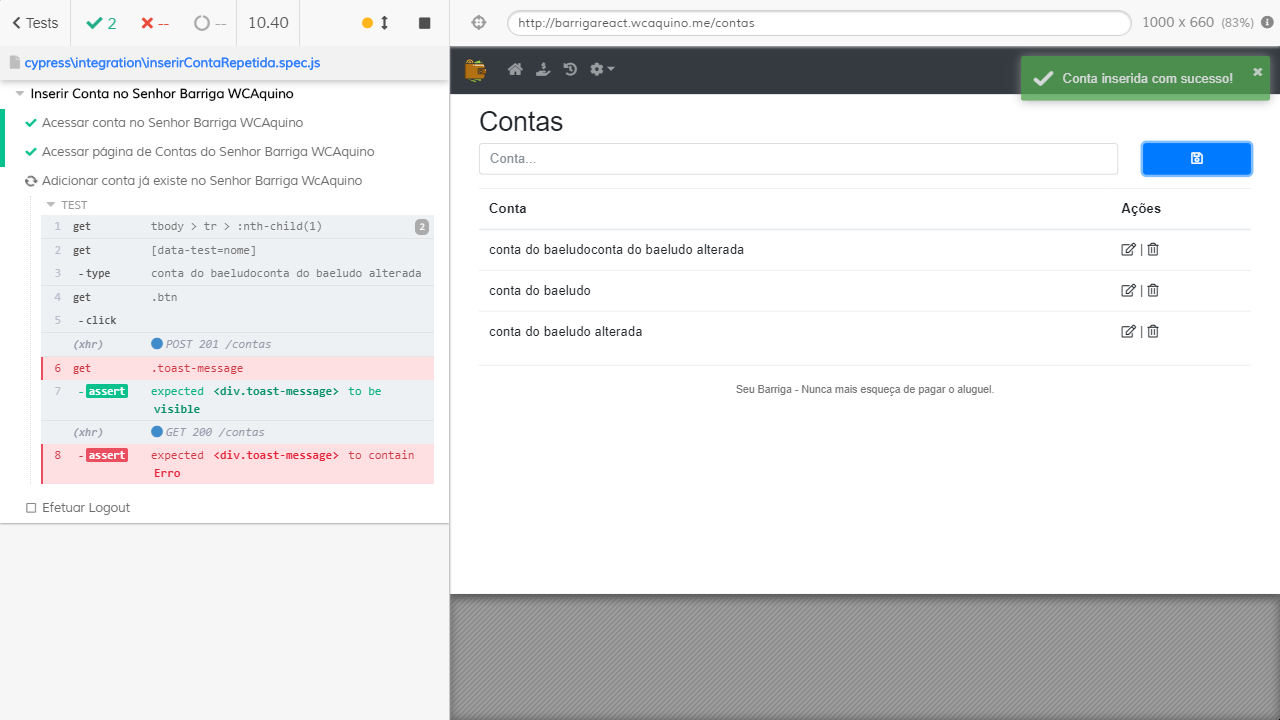 Tests
2
--
--
10.40
http://barrigareact.wcaquino.me/contas
1000 x 660 (83%)
cypress\integration\inserirContaRepetida.spec.js
Inserir Conta no Senhor Barriga WCAquino
Acessar conta no Senhor Barriga WCAquino
Acessar página de Contas do Senhor Barriga WCAquino
Adicionar conta já existe no Senhor Barriga WcAquino
TEST
1 get tbody > tr > :nth-child(1) 2
2 get [data-test=nome]
3 -type conta do baeludoconta do baeludo alterada
4 get .btn
5 -click
(xhr) POST 201 /contas
6 get .toast-message
7 -assert expected <div.toast-message> to be
visible
(xhr) GET 200 /contas
8 -assert expected <div.toast-message> to contain
Erro
Efetuar Logout
Conta inserida com sucesso!
×
Contas
Conta...
Conta Ações
conta do baeludoconta do baeludo alterada |
conta do baeludo |
conta do baeludo alterada |
Seu Barriga - Nunca mais esqueça de pagar o aluguel.